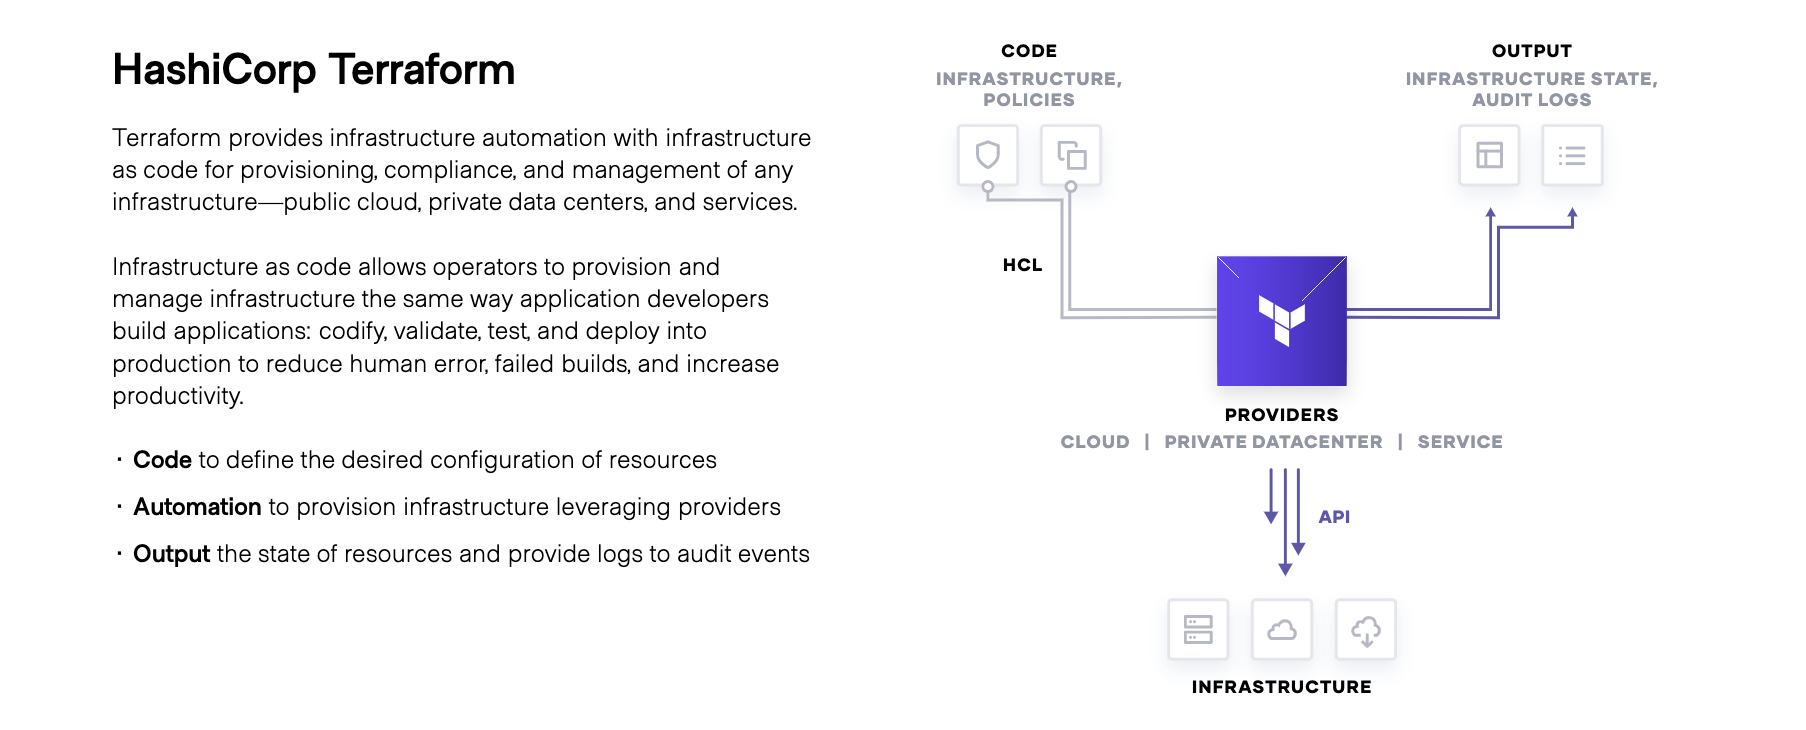 HashiCorp Terraform
Terraform provides infrastructure automation with infrastructure
as code for provisioning, compliance, and management of any
infrastructure—public cloud, private data centers, and services.
Infrastructure as code allows operators to provision and
manage infrastructure the same way application developers
build applications: codify, validate, test, and deploy into
production to reduce human error, failed builds, and increase
productivity.
· Code to define the desired configuration of resources
· Automation to provision infrastructure leveraging providers
· Output the state of resources and provide logs to audit events
CODE
INFRASTRUCTURE,
POLICIES
OUTPUT
INFRASTRUCTURE STATE,
AUDIT LOGS
HCL
PROVIDERS
CLOUD | PRIVATE DATACENTER | SERVICE
API
INFRASTRUCTURE